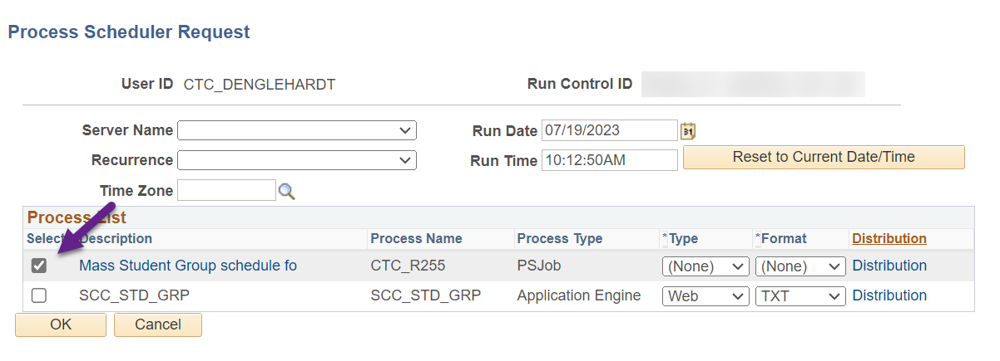 Process Scheduler Request
User ID CTC_DENGLEHARDT Run Control ID
Server Name Run Date 07/19/2023 31
Recurrence Run Time 10:12:50AM Reset to Current Date/Time
Time Zone
Process List
Select Description Process Name Process Type *Type *Format Distribution
Mass Student Group schedule fo CTC_R255 PSJob (None) (None) Distribution
SCC_STD_GRP SCC_STD_GRP Application Engine Web TXT Distribution
OK Cancel